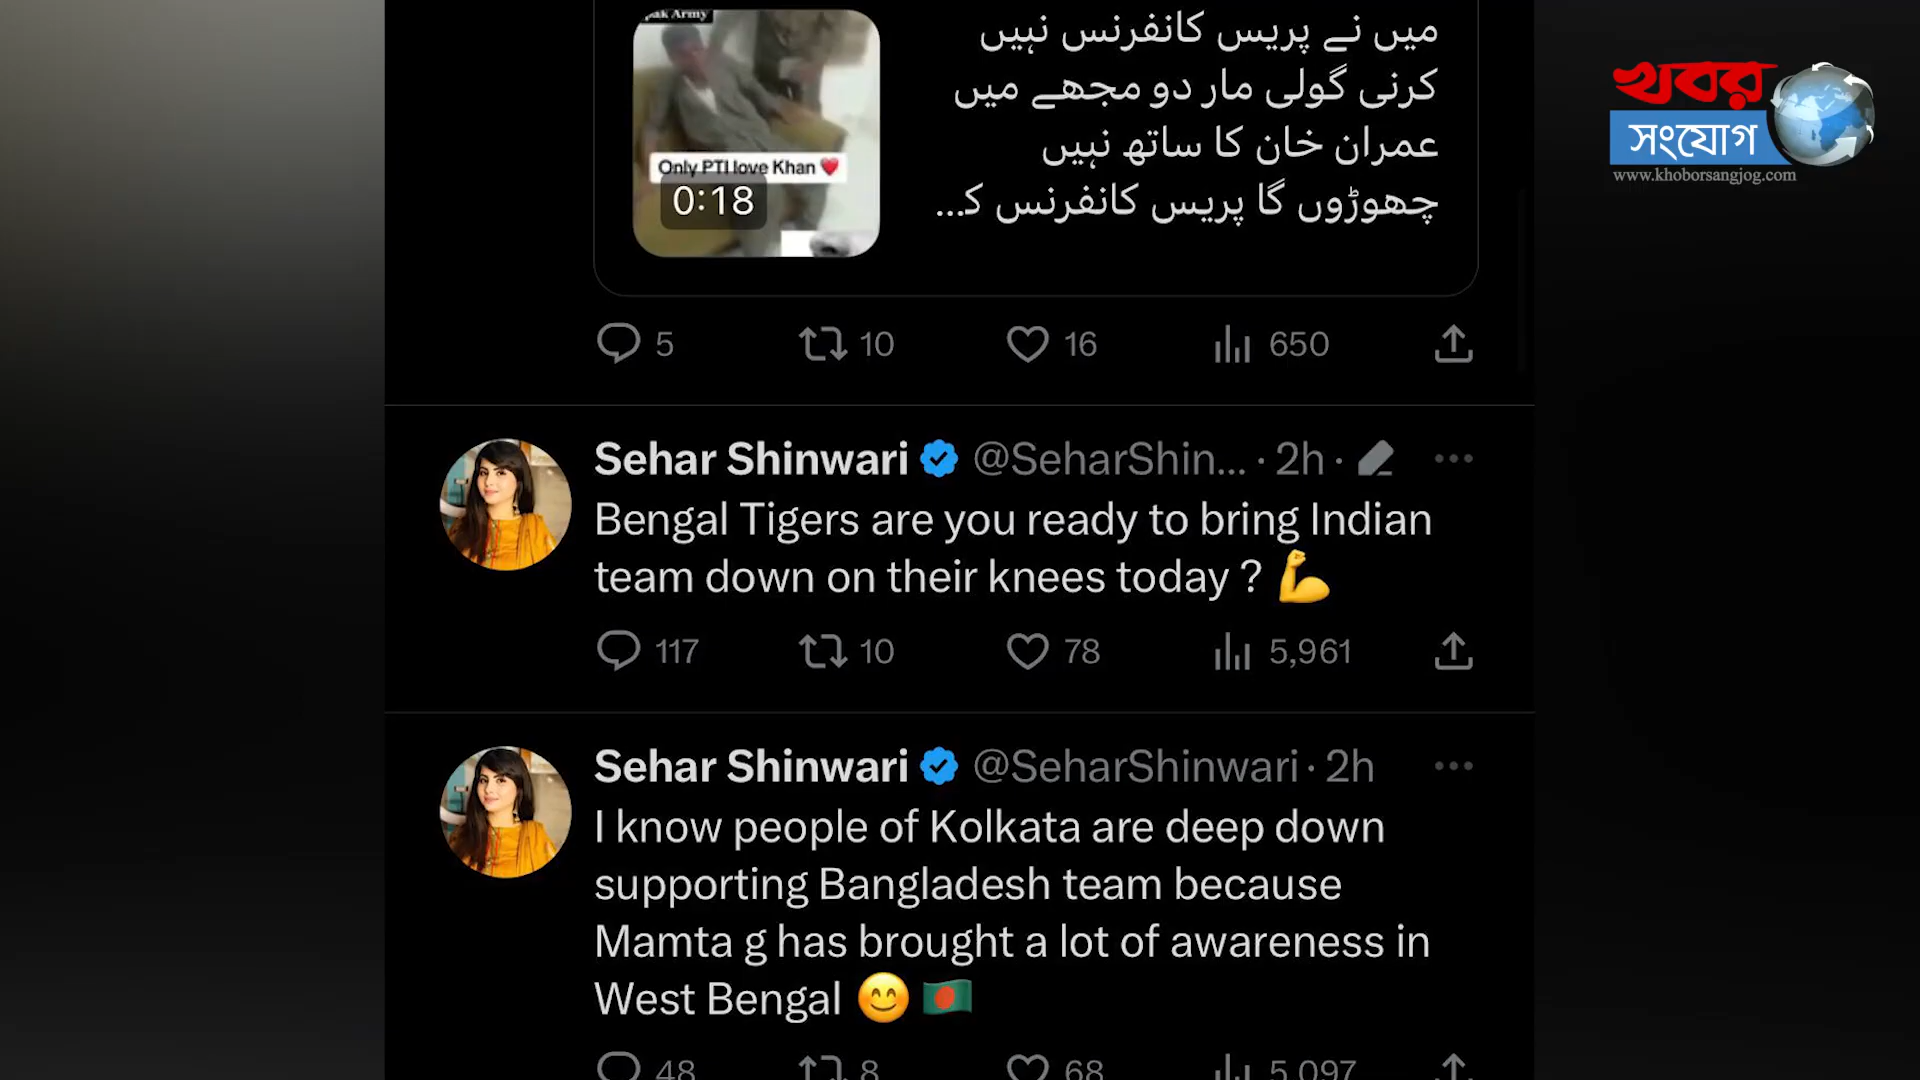 pak Army
Only PTI love Khan ❤️
0:18
میں نے پریس کانفرنس نہیں
کرنی گولی مار دو مجھے میں
عمران خان کا ساتھ نہیں
چھوڑوں گا پریس کانفرنس ک...
খবর
সংযোগ
www.khoborsangjog.com
5 10 16 650
Sehar Shinwari @SeharShin... · 2h ·
Bengal Tigers are you ready to bring Indian
team down on their knees today ? 💪
117 10 78 5,961
Sehar Shinwari @SeharShinwari · 2h
I know people of Kolkata are deep down
supporting Bangladesh team because
Mamta g has brought a lot of awareness in
West Bengal 😊 🇧🇩
48 8 68 5,097